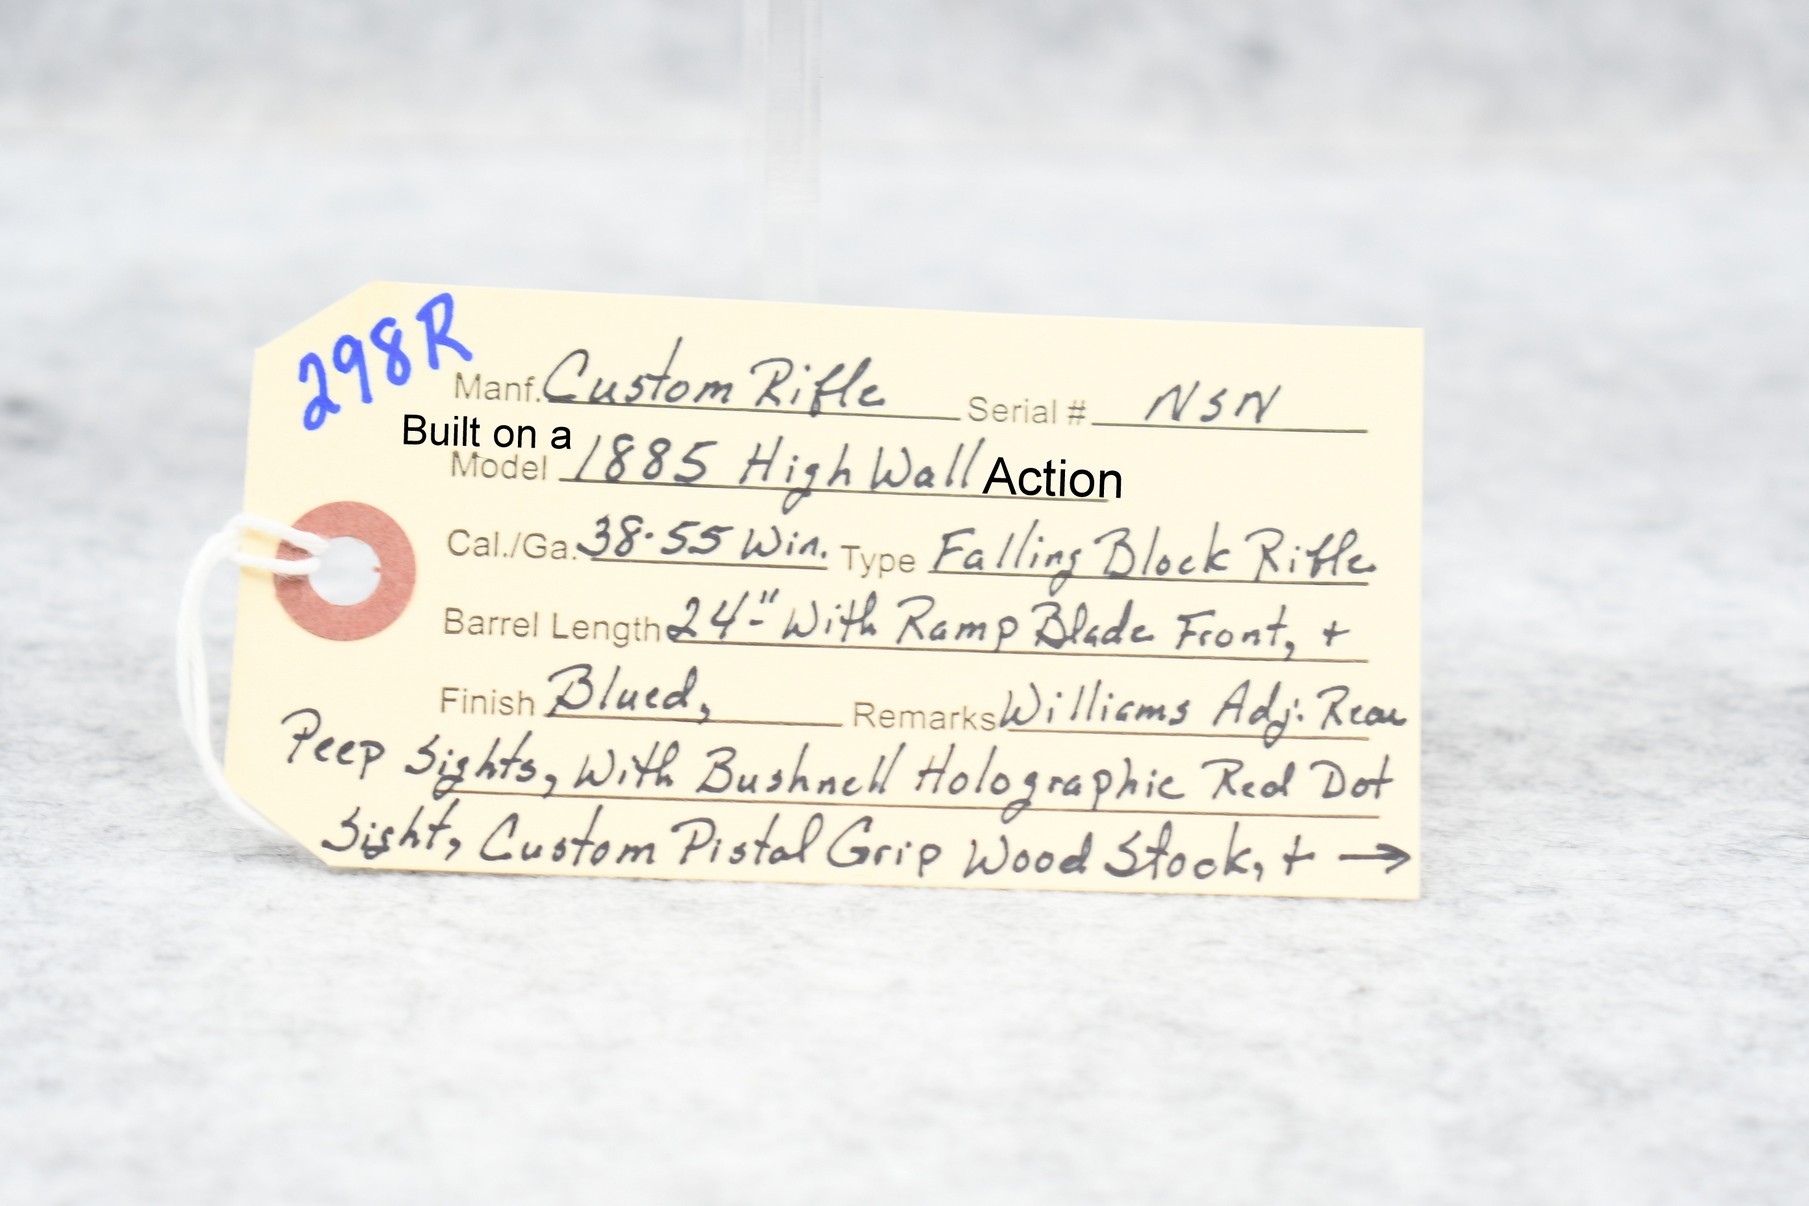 298R
Manf. Custom Rifle Serial # NSN
Built on a
Model 1885 High Wall Action
Cal./Ga. 38-55 Win. Type Falling Block Rifle
Barrel Length 24-" With Ramp Blade Front, +
Finish Blued, Remarks Williams Adj. Rear
Peep Sights, With Bushnell Holographic Red Dot
Sight, Custom Pistal Grip Wood Stock, + →